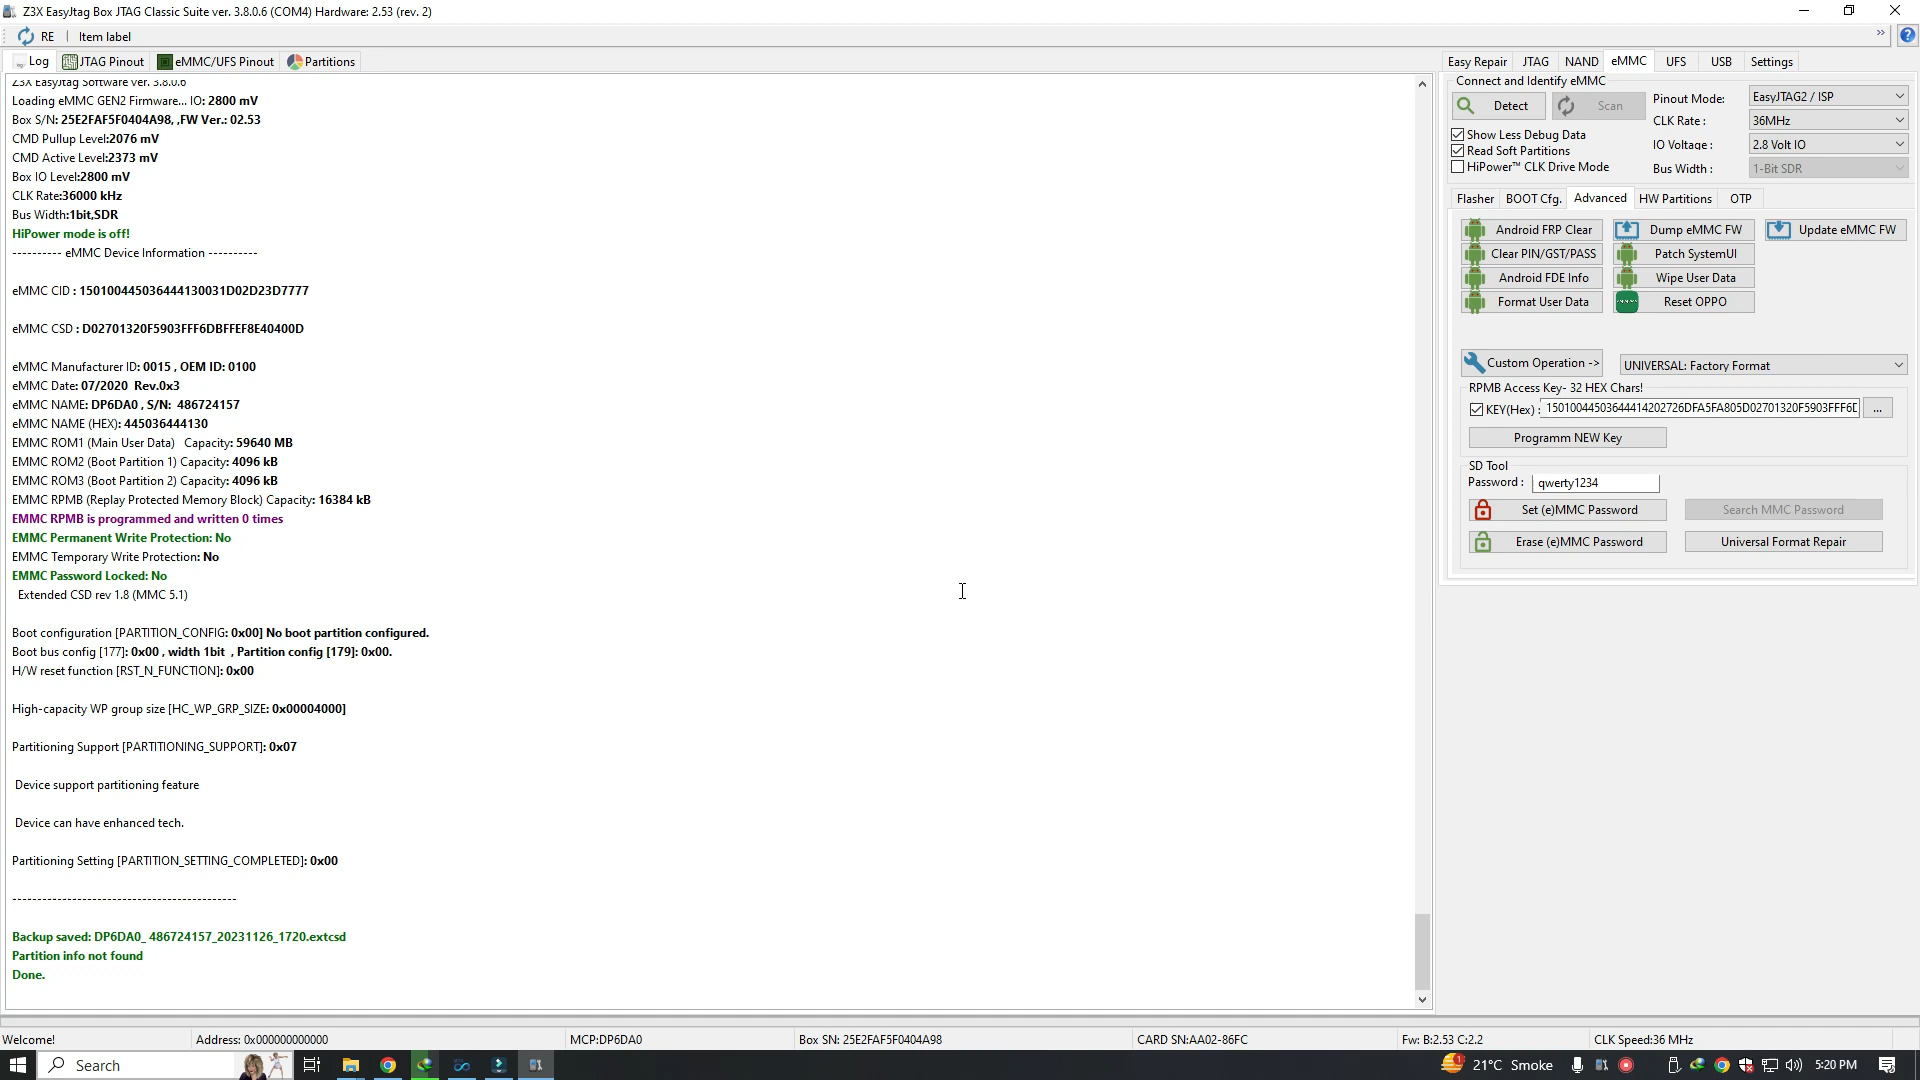 Z3X EasyJtag Box JTAG Classic Suite ver. 3.8.0.6 (COM4) Hardware: 2.53 (rev. 2)
RE Item label
Log JTAG Pinout eMMC/UFS Pinout Partitions
Z3X EasyJtag Software ver. 3.8.0.6
Loading eMMC GEN2 Firmware... IO: 2800 mV
Box S/N: 25E2FAF5F0404A98, ,FW Ver.: 02.53
CMD Pullup Level:2076 mV
CMD Active Level:2373 mV
Box IO Level:2800 mV
CLK Rate:36000 kHz
Bus Width:1bit,SDR
HiPower mode is off!
---------- eMMC Device Information ----------
eMMC CID : 150100445036444130031D02D23D7777
eMMC CSD : D02701320F5903FFF6DBFFEF8E40400D
eMMC Manufacturer ID: 0015 , OEM ID: 0100
eMMC Date: 07/2020 Rev.0x3
eMMC NAME: DP6DA0 , S/N: 486724157
eMMC NAME (HEX): 445036444130
EMMC ROM1 (Main User Data) Capacity: 59640 MB
EMMC ROM2 (Boot Partition 1) Capacity: 4096 kB
EMMC ROM3 (Boot Partition 2) Capacity: 4096 kB
EMMC RPMB (Replay Protected Memory Block) Capacity: 16384 kB
EMMC RPMB is programmed and written 0 times
EMMC Permanent Write Protection: No
EMMC Temporary Write Protection: No
EMMC Password Locked: No
Extended CSD rev 1.8 (MMC 5.1)
Boot configuration [PARTITION_CONFIG: 0x00] No boot partition configured.
Boot bus config [177]: 0x00 , width 1bit , Partition config [179]: 0x00.
H/W reset function [RST_N_FUNCTION]: 0x00
High-capacity WP group size [HC_WP_GRP_SIZE: 0x00004000]
Partitioning Support [PARTITIONING_SUPPORT]: 0x07
Device support partitioning feature
Device can have enhanced tech.
Partitioning Setting [PARTITION_SETTING_COMPLETED]: 0x00
---------------------------------------------
Backup saved: DP6DA0_ 486724157_20231126_1720.extcsd
Partition info not found
Done.
Easy Repair JTAG NAND eMMC UFS USB Settings
Connect and Identify eMMC
Detect Scan
Show Less Debug Data
Read Soft Partitions
HiPower™ CLK Drive Mode
Pinout Mode: EasyJTAG2 / ISP
CLK Rate : 36MHz
IO Voltage : 2.8 Volt IO
Bus Width : 1-Bit SDR
Flasher BOOT Cfg. Advanced HW Partitions OTP
Android FRP Clear Dump eMMC FW Update eMMC FW
Clear PIN/GST/PASS Patch SystemUI
Android FDE Info Wipe User Data
Format User Data Reset OPPO
Custom Operation -> UNIVERSAL: Factory Format
RPMB Access Key- 32 HEX Chars!
KEY(Hex) : 15010044503644414202726DFA5FA805D02701320F5903FFF6D ...
Programm NEW Key
SD Tool
Password : qwerty1234
Set (e)MMC Password Search MMC Password
Erase (e)MMC Password Universal Format Repair
Welcome! Address: 0x000000000000 MCP:DP6DA0 Box SN: 25E2FAF5F0404A98 CARD SN:AA02-86FC Fw: B:2.53 C:2.2 CLK Speed:36 MHz
Search 21°C Smoke 5:20 PM